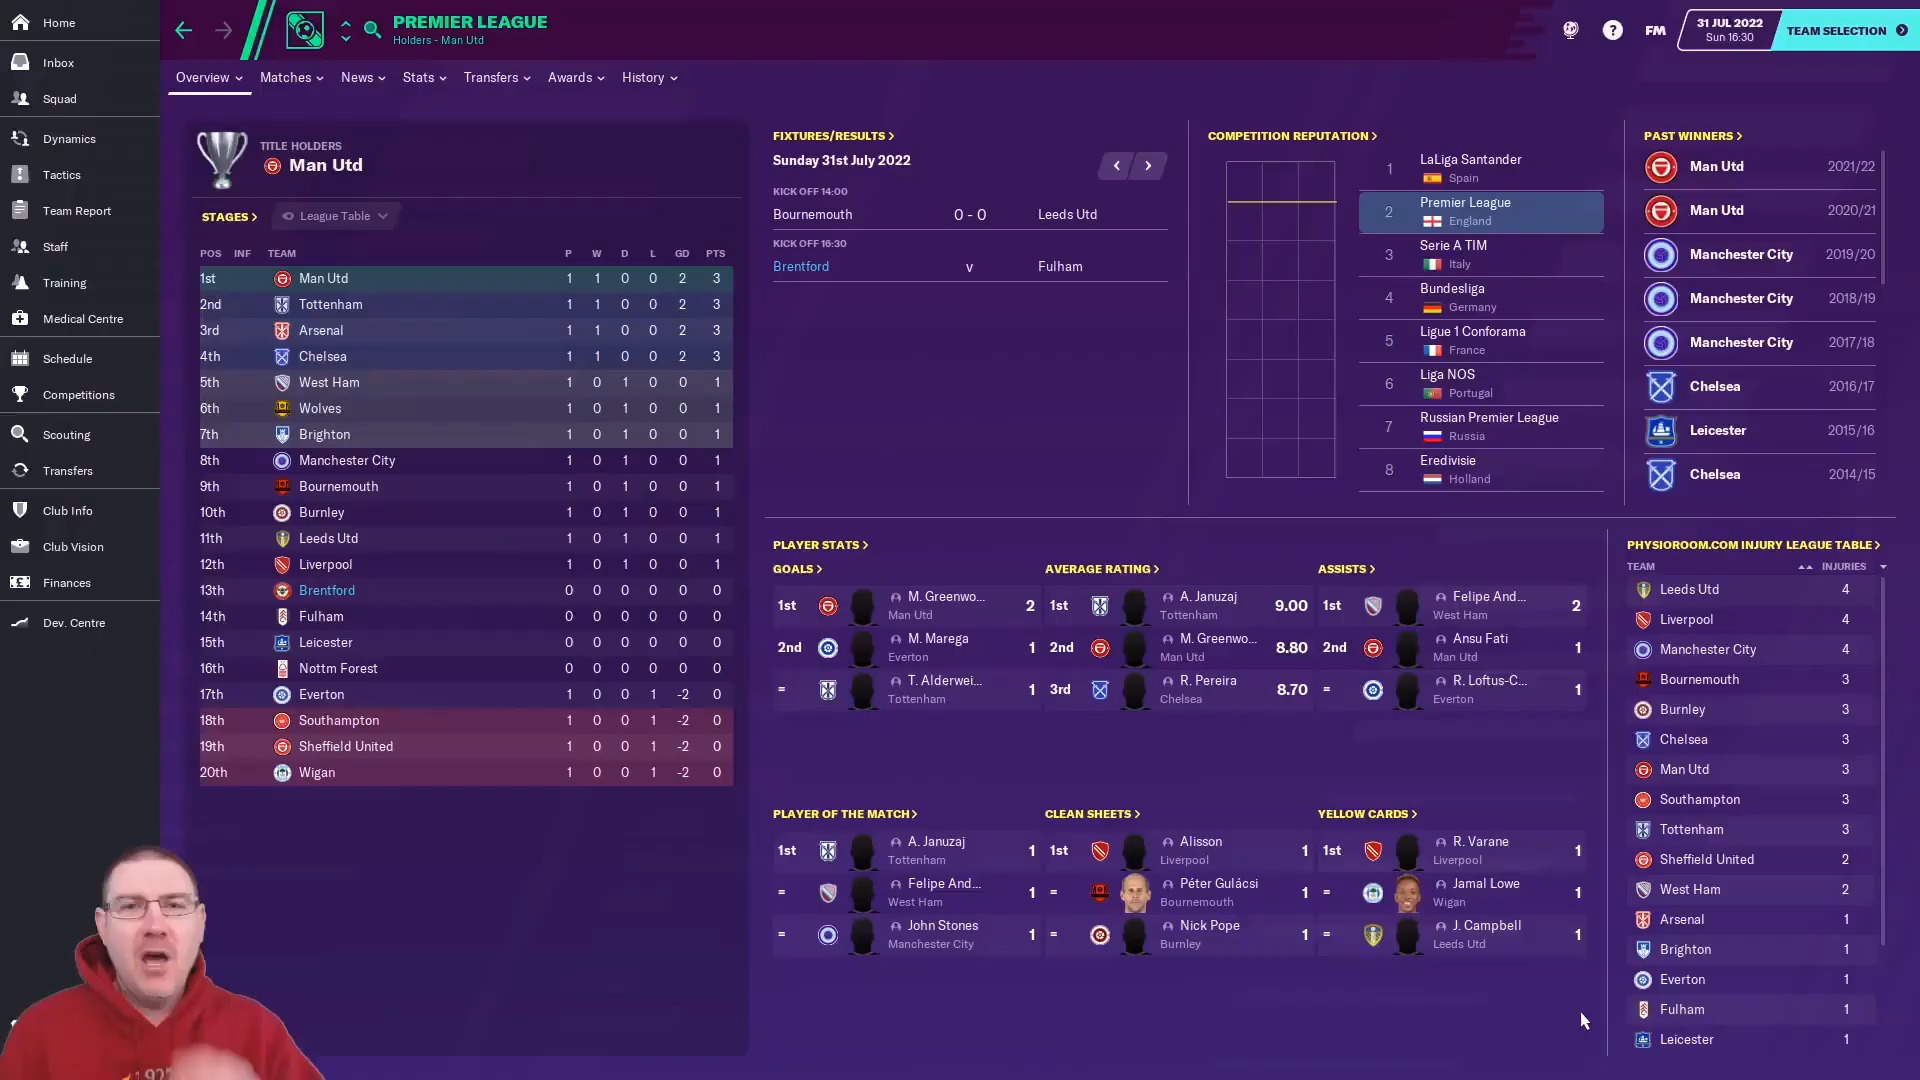 Home
Inbox
Squad
Dynamics
Tactics
Team Report
Staff
Training
Medical Centre
Schedule
Competitions
Scouting
Transfers
Club Info
Club Vision
Finances
Dev. Centre
PREMIER LEAGUE
Holders - Man Utd
FM
31 JUL 2022
Sun 16:30
TEAM SELECTION
Overview Matches News Stats Transfers Awards History
TITLE HOLDERS
Man Utd
STAGES > League Table
POS INF TEAM P W D L GD PTS
1st Man Utd 1 1 0 0 2 3
2nd Tottenham 1 1 0 0 2 3
3rd Arsenal 1 1 0 0 2 3
4th Chelsea 1 1 0 0 2 3
5th West Ham 1 0 1 0 0 1
6th Wolves 1 0 1 0 0 1
7th Brighton 1 0 1 0 0 1
8th Manchester City 1 0 1 0 0 1
9th Bournemouth 1 0 1 0 0 1
10th Burnley 1 0 1 0 0 1
11th Leeds Utd 1 0 1 0 0 1
12th Liverpool 1 0 1 0 0 1
13th Brentford 0 0 0 0 0 0
14th Fulham 0 0 0 0 0 0
15th Leicester 0 0 0 0 0 0
16th Nottm Forest 0 0 0 0 0 0
17th Everton 1 0 0 1 -2 0
18th Southampton 1 0 0 1 -2 0
19th Sheffield United 1 0 0 1 -2 0
20th Wigan 1 0 0 1 -2 0
FIXTURES/RESULTS >
Sunday 31st July 2022
KICK OFF 14:00
Bournemouth 0 - 0 Leeds Utd
KICK OFF 16:30
Brentford v Fulham
COMPETITION REPUTATION >
1 LaLiga Santander
Spain
2 Premier League
England
3 Serie A TIM
Italy
4 Bundesliga
Germany
5 Ligue 1 Conforama
France
6 Liga NOS
Portugal
7 Russian Premier League
Russia
8 Eredivisie
Holland
PAST WINNERS >
Man Utd 2021/22
Man Utd 2020/21
Manchester City 2019/20
Manchester City 2018/19
Manchester City 2017/18
Chelsea 2016/17
Leicester 2015/16
Chelsea 2014/15
PLAYER STATS >
GOALS >
1st M. Greenwo... 2
Man Utd
2nd M. Marega 1
Everton
= T. Alderwei... 1
Tottenham
AVERAGE RATING >
1st A. Januzaj 9.00
Tottenham
2nd M. Greenwo... 8.80
Man Utd
3rd R. Pereira 8.70
Chelsea
ASSISTS >
1st Felipe And... 2
West Ham
2nd Ansu Fati 1
Man Utd
= R. Loftus-C... 1
Everton
PLAYER OF THE MATCH >
1st A. Januzaj 1
Tottenham
= Felipe And... 1
West Ham
= John Stones 1
Manchester City
CLEAN SHEETS >
1st Alisson 1
Liverpool
= Péter Gulácsi 1
Bournemouth
= Nick Pope 1
Burnley
YELLOW CARDS >
1st R. Varane 1
Liverpool
= Jamal Lowe 1
Wigan
= J. Campbell 1
Leeds Utd
PHYSIOROOM.COM INJURY LEAGUE TABLE >
TEAM INJURIES
Leeds Utd 4
Liverpool 4
Manchester City 4
Bournemouth 3
Burnley 3
Chelsea 3
Man Utd 3
Southampton 3
Tottenham 3
Sheffield United 2
West Ham 2
Arsenal 1
Brighton 1
Everton 1
Fulham 1
Leicester 1